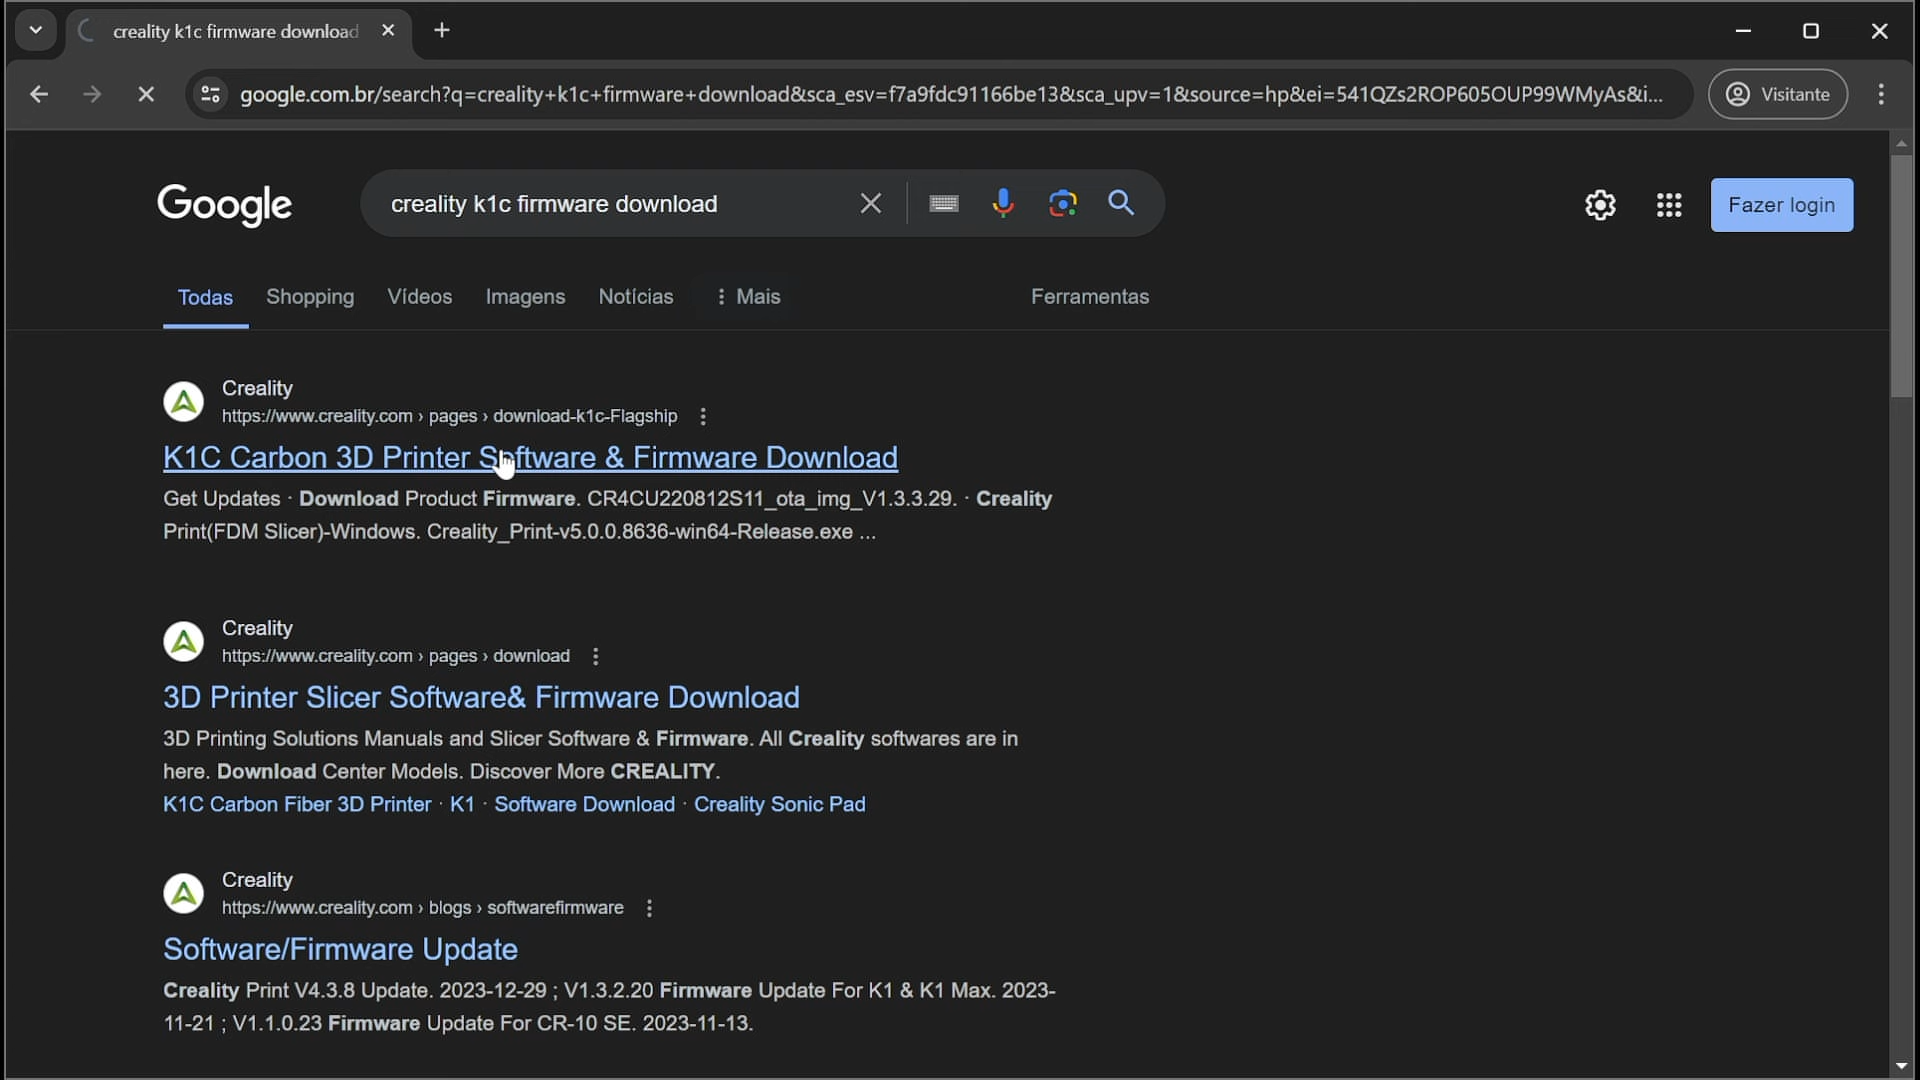 creality k1c firmware download
google.com.br/search?q=creality+k1c+firmware+download&sca_esv=f7a9fdc91166be13&sca_upv=1&source=hp&ei=541QZs2ROP605OUP99WMyAs&i...
Visitante
Google
creality k1c firmware download
Fazer login
Todas
Shopping
Vídeos
Imagens
Notícias
Mais
Ferramentas
Creality
https://www.creality.com › pages › download-k1c-Flagship
K1C Carbon 3D Printer Software & Firmware Download
Get Updates · Download Product Firmware. CR4CU220812S11_ota_img_V1.3.3.29. · Creality
Print(FDM Slicer)-Windows. Creality_Print-v5.0.0.8636-win64-Release.exe ...
Creality
https://www.creality.com › pages › download
3D Printer Slicer Software& Firmware Download
3D Printing Solutions Manuals and Slicer Software & Firmware. All Creality softwares are in
here. Download Center Models. Discover More CREALITY.
K1C Carbon Fiber 3D Printer · K1 · Software Download · Creality Sonic Pad
Creality
https://www.creality.com › blogs › softwarefirmware
Software/Firmware Update
Creality Print V4.3.8 Update. 2023-12-29 ; V1.3.2.20 Firmware Update For K1 & K1 Max. 2023-
11-21 ; V1.1.0.23 Firmware Update For CR-10 SE. 2023-11-13.